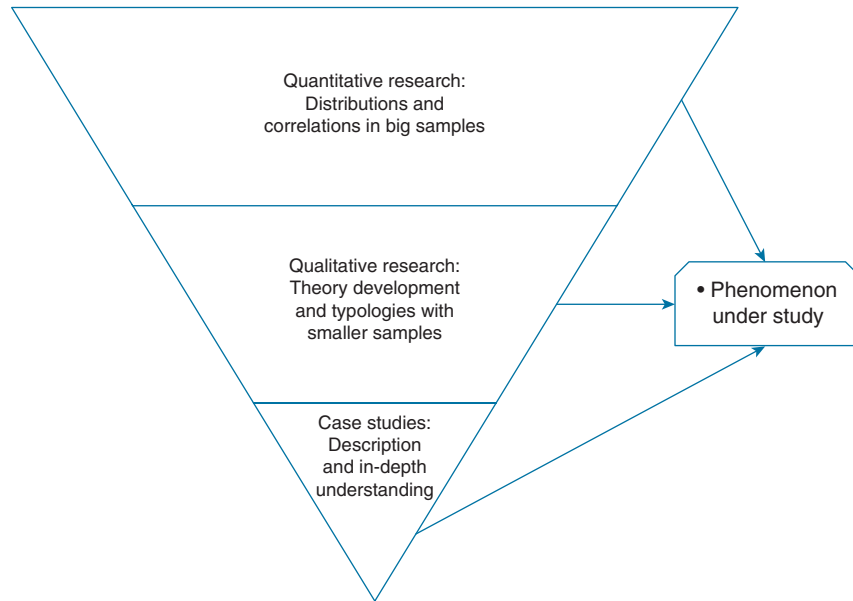 Quantitative research:
Distributions and
correlations in big samples
Qualitative research:
Theory development
and typologies with
smaller samples
• Phenomenon
under study
Case studies:
Description
and in-depth
understanding